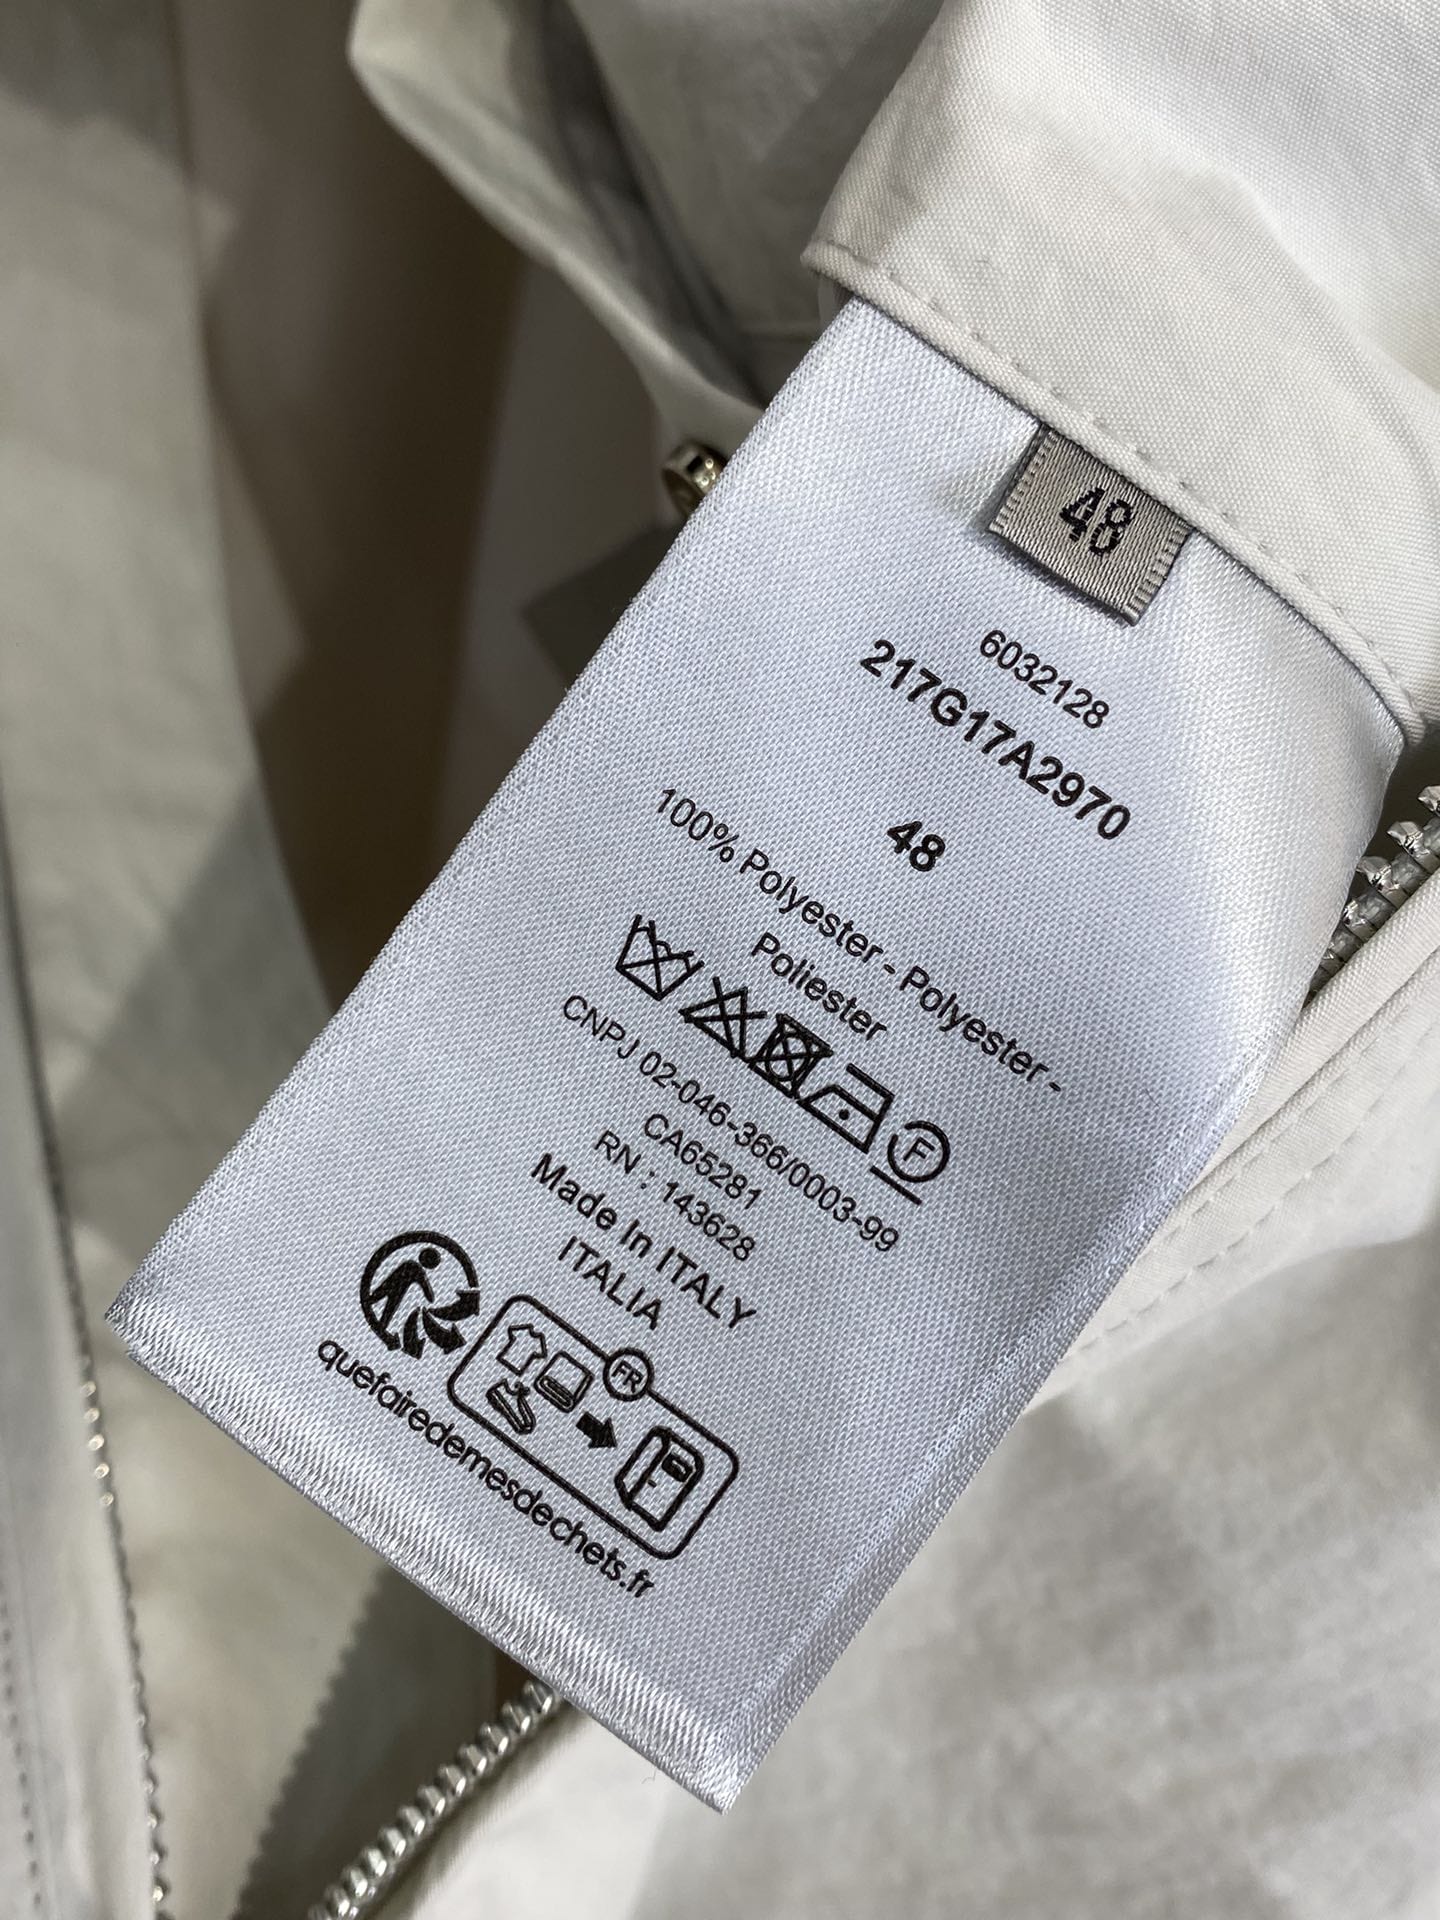 48
6032128
217G17A2970
48
100% Polyester - Polyester -
Poliester
F
CNPJ 02-046-366/0003-99
CA65281
RN : 143628
Made In ITALY
ITALIA
FR
quefairedemesdechets.fr